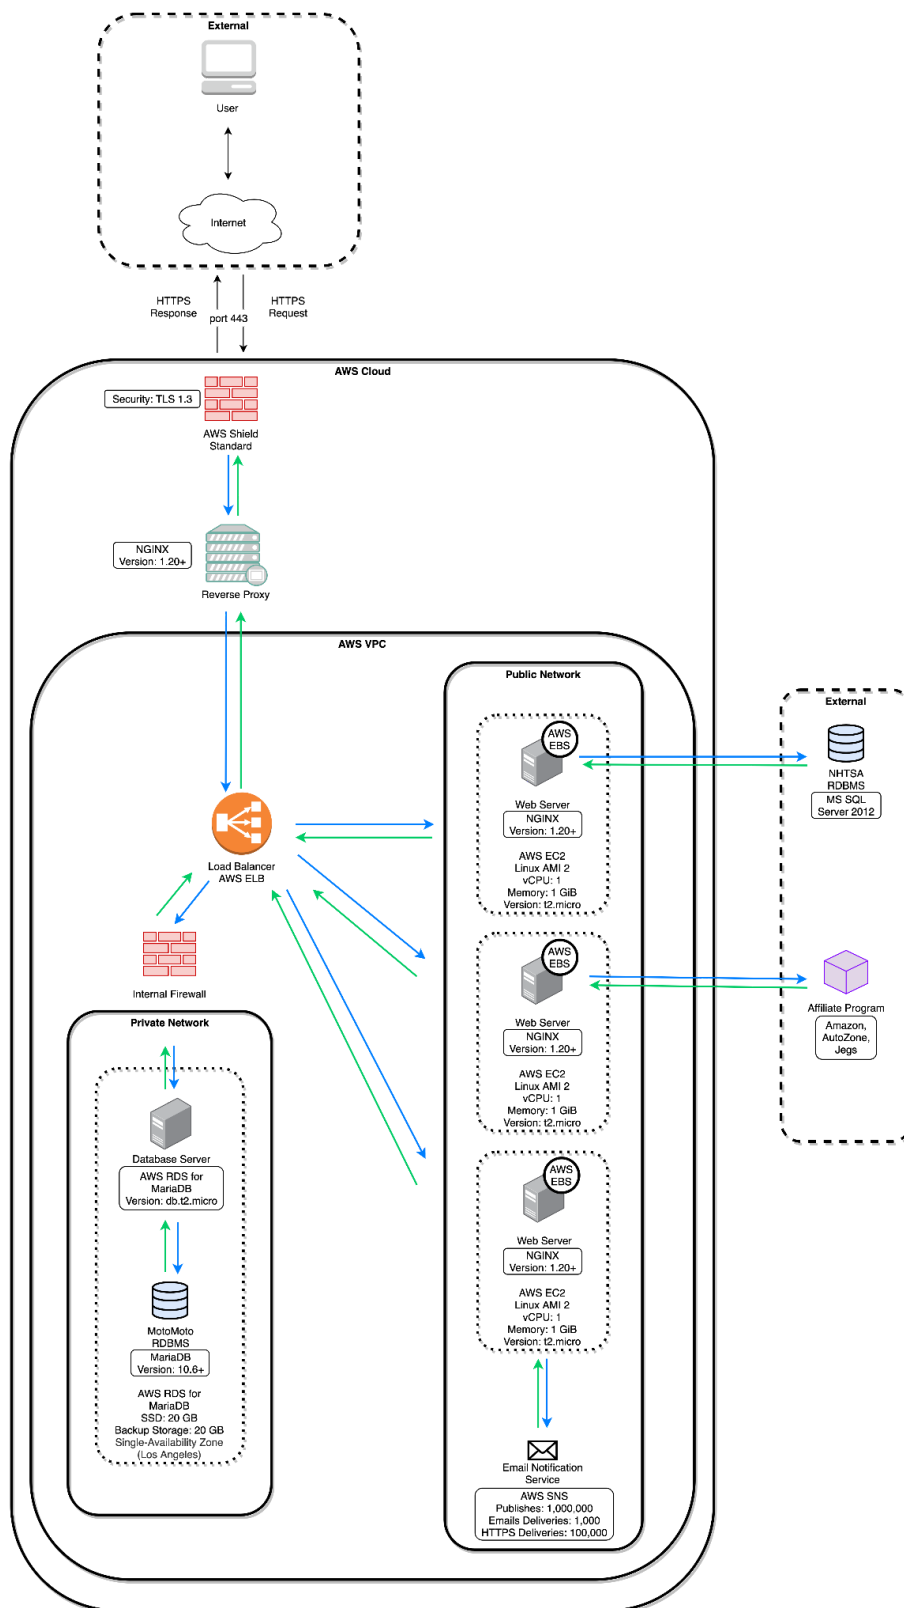 External
User
Internet
HTTPS
Response
port 443
HTTPS
Request
AWS Cloud
Security: TLS 1.3
AWS Shield
Standard
NGINX
Version: 1.20+
Reverse Proxy
AWS VPC
Public Network
AWS
EBS
Web Server
NGINX
Version: 1.20+
AWS EC2
Linux AMI 2
vCPU: 1
Memory: 1 GiB
Version: t2.micro
External
NHTSA
RDBMS
MS SQL
Server 2012
Load Balancer
AWS ELB
Internal Firewall
AWS
EBS
Web Server
NGINX
Version: 1.20+
AWS EC2
Linux AMI 2
vCPU: 1
Memory: 1 GiB
Version: t2.micro
Affiliate Program
Amazon,
AutoZone,
Jegs
Private Network
Database Server
AWS RDS for
MariaDB
Version: db.t2.micro
MotoMoto
RDBMS
MariaDB
Version: 10.6+
AWS RDS for
MariaDB
SSD: 20 GB
Backup Storage: 20 GB
Single-Availability Zone
(Los Angeles)
AWS
EBS
Web Server
NGINX
Version: 1.20+
AWS EC2
Linux AMI 2
vCPU: 1
Memory: 1 GiB
Version: t2.micro
Email Notification
Service
AWS SNS
Publishes: 1,000,000
Emails Deliveries: 1,000
HTTPS Deliveries: 100,000